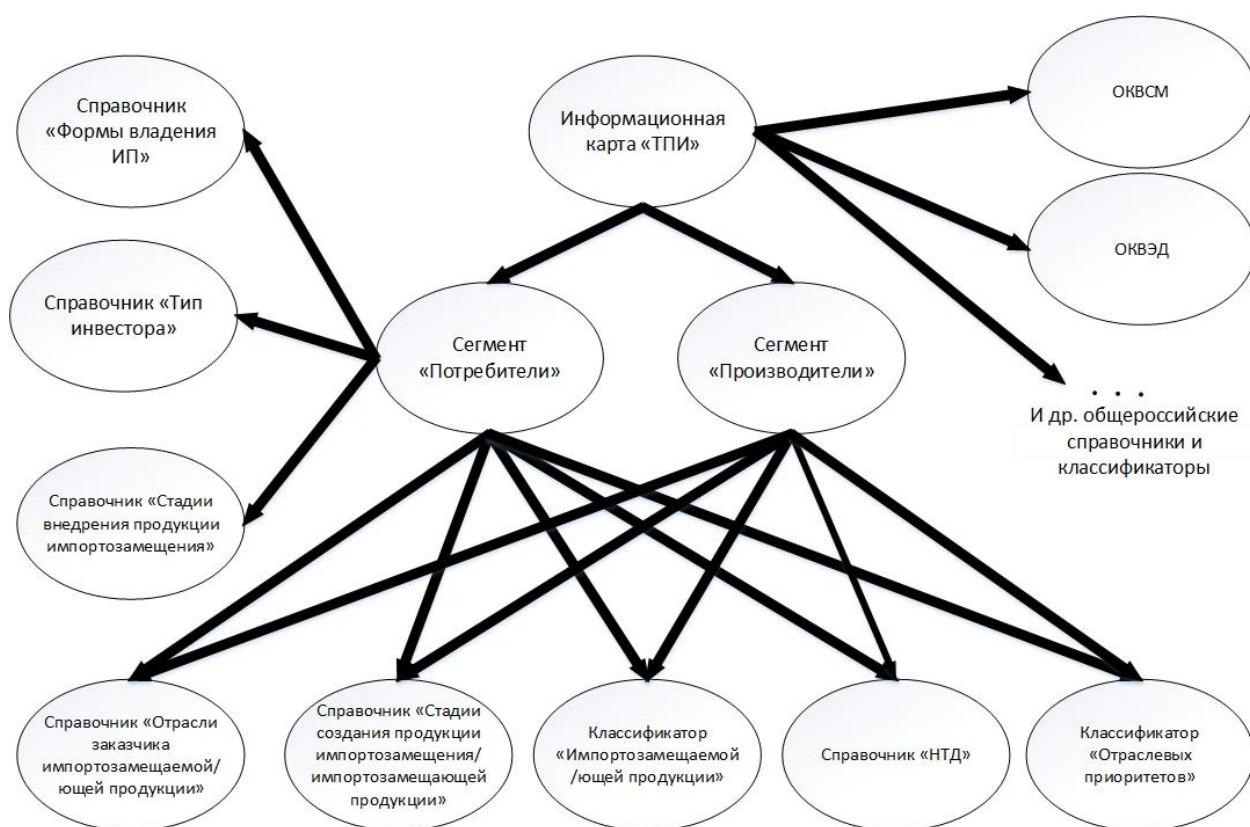 Справочник
«Формы владения
ИП»
Информационная
карта «ТПИ»
ОКВСМ
ОКВЭД
Справочник «Тип
инвестора»
Сегмент
«Потребители»
Сегмент
«Производители»
. . .
И др. общероссийские
справочники и
классификаторы
Справочник «Стадии
внедрения продукции
импортозамещения»
Справочник «Отрасли
заказчика
импортозамещаемой/
ющей продукции»
Справочник «Стадии
создания продукции
импортозамещения/
импортозамещающей
продукции»
Классификатор
«Импортозамещаемой
/ющей продукции»
Справочник «НТД»
Классификатор
«Отраслевых
приоритетов»